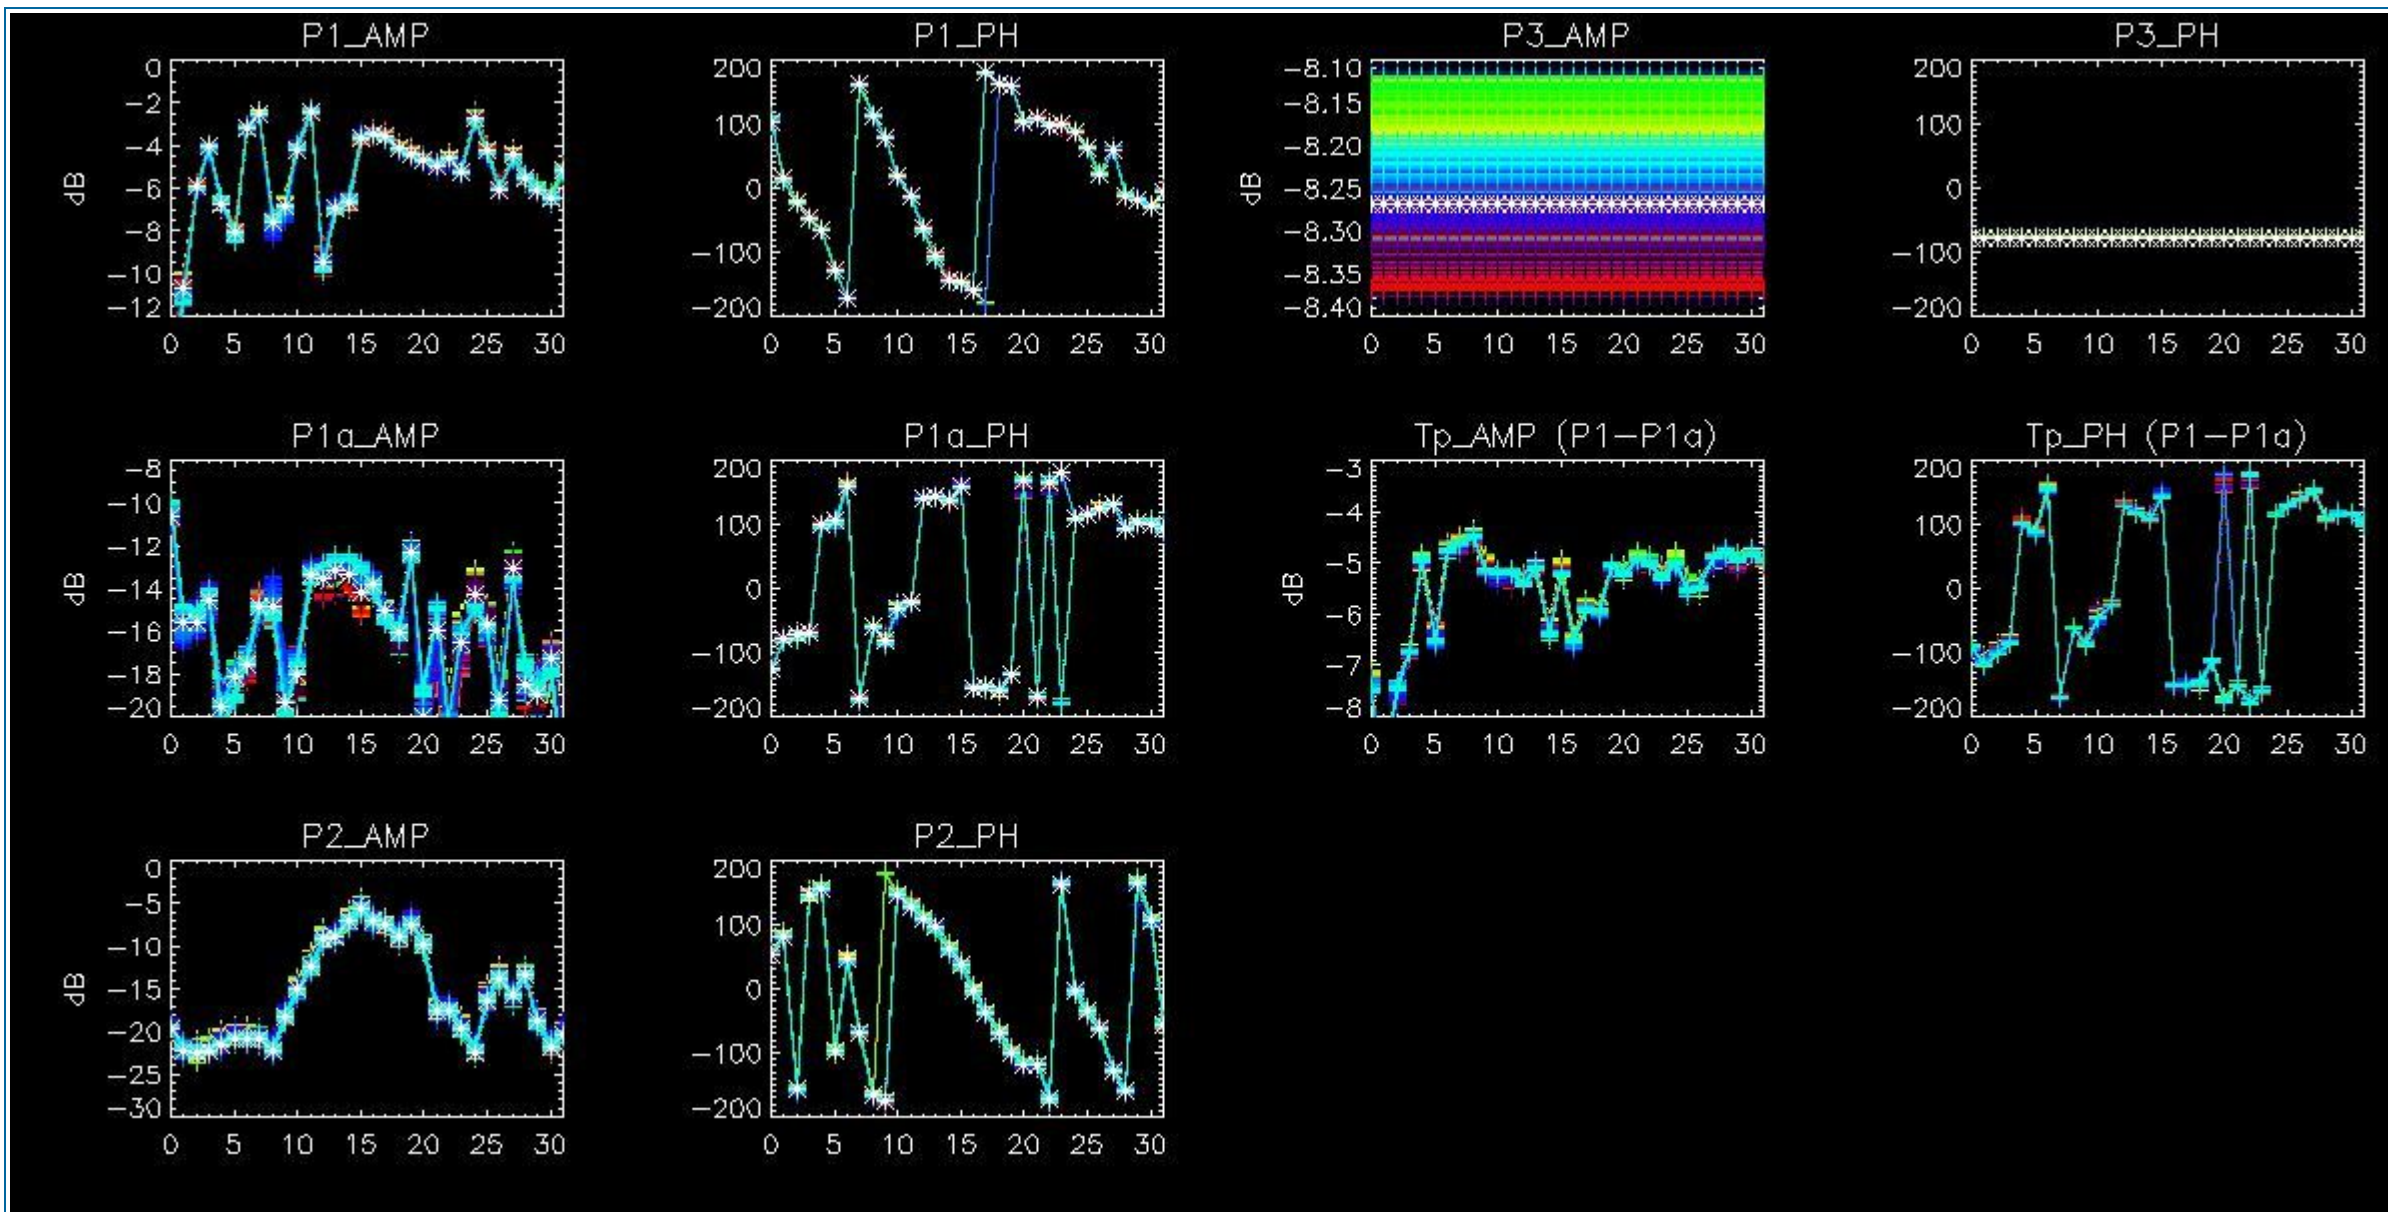 P1_AMP P1_PH P3_AMP P3_PH
0 200 −8.10 200
−2 −8.15
100 100
−4 −8.20
dB −6 0 dB −8.25 0
−8 −8.30
−100 −100
−10 −8.35
−12 −200 −8.40 −200
0 5 10 15 20 25 30 0 5 10 15 20 25 30 0 5 10 15 20 25 30 0 5 10 15 20 25 30
P1a_AMP P1a_PH Tp_AMP (P1−P1a) Tp_PH (P1−P1a)
−8 200 −3 200
−10 100 −4 100
−12
dB −14 0 dB −5 0
−16 −6
−100 −100
−18 −7
−20 −200 −8 −200
0 5 10 15 20 25 30 0 5 10 15 20 25 30 0 5 10 15 20 25 30 0 5 10 15 20 25 30
P2_AMP P2_PH
0 200
−5 100
−10
dB −15 0
−20 −100
−25
−30 −200
0 5 10 15 20 25 30 0 5 10 15 20 25 30